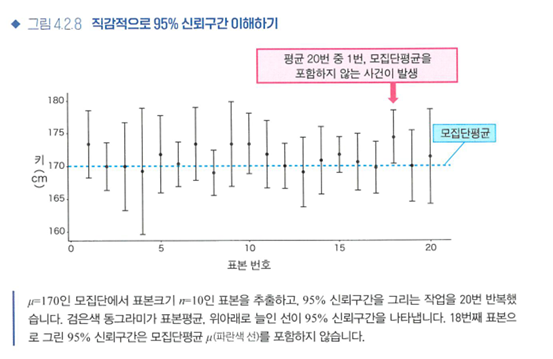 ◆ 그림 4.2.8 직감적으로 95% 신뢰구간 이해하기
평균 20번 중 1번, 모집단평균을
포함하지 않는 사건이 발생
180
175
170
165
160
키
(cm)
모집단평균
0
5
10
15
20
표본 번호
μ=170인 모집단에서 표본크기 n=10인 표본을 추출하고, 95% 신뢰구간을 그리는 작업을 20번 반복했
습니다. 검은색 동그라미가 표본평균, 위아래로 늘인 선이 95% 신뢰구간을 나타냅니다. 18번째 표본으
로 그린 95% 신뢰구간은 모집단평균 μ(파란색 선)를 포함하지 않습니다.